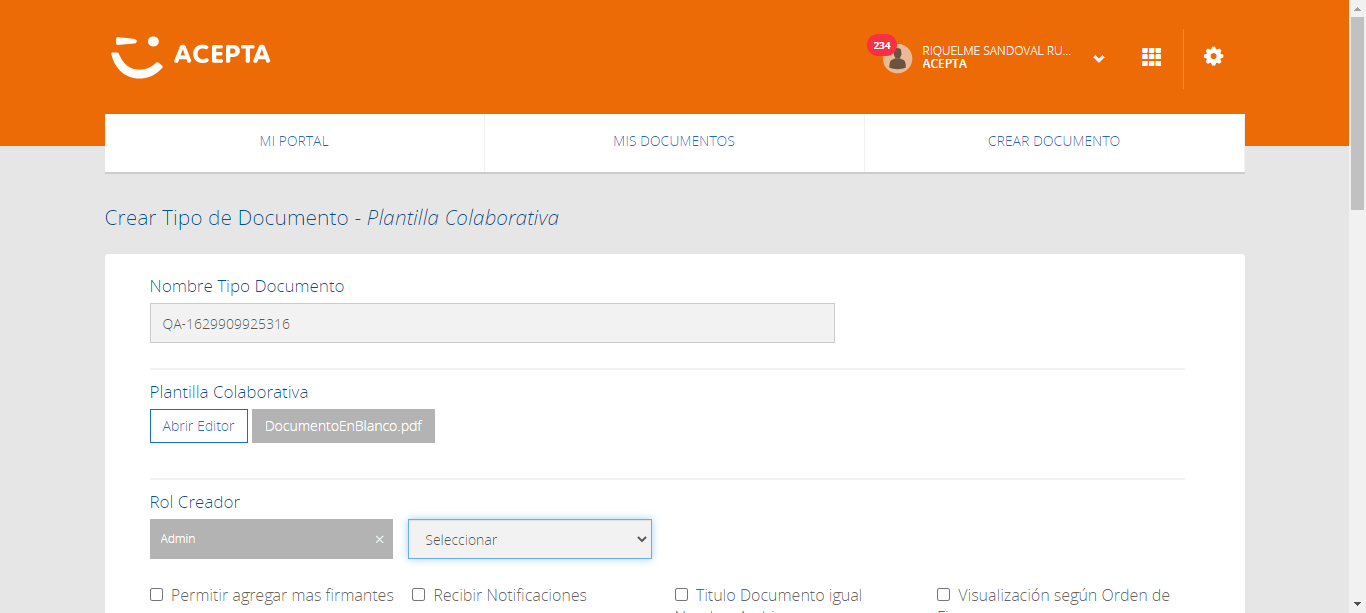 ACEPTA
234
RIQUELME SANDOVAL RU...
ACEPTA
MI PORTAL
MIS DOCUMENTOS
CREAR DOCUMENTO
Crear Tipo de Documento - Plantilla Colaborativa
Nombre Tipo Documento
QA-1629909925316
Plantilla Colaborativa
Abrir Editor
DocumentoEnBlanco.pdf
Rol Creador
Admin ×
Seleccionar
Permitir agregar mas firmantes
Recibir Notificaciones
Titulo Documento igual
Visualización según Orden de